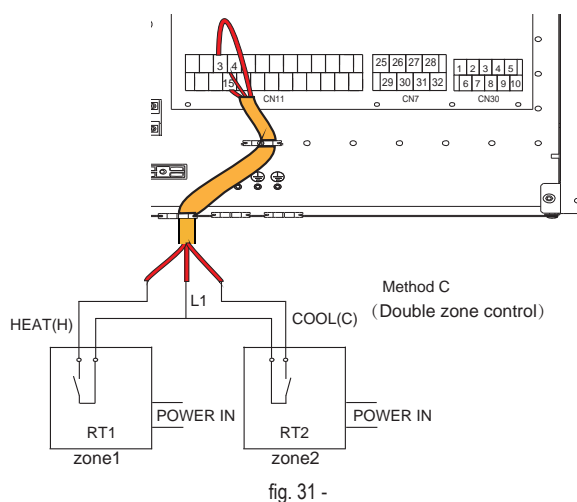 3 4
15
CN11
25 26 27 28
29 30 31 32
CN7
1 2 3 4 5
6 7 8 9 10
CN30
L1
HEAT(H)
COOL(C)
Method C
(Double zone control)
RT1
POWER IN
zone1
RT2
POWER IN
zone2
fig. 31 -